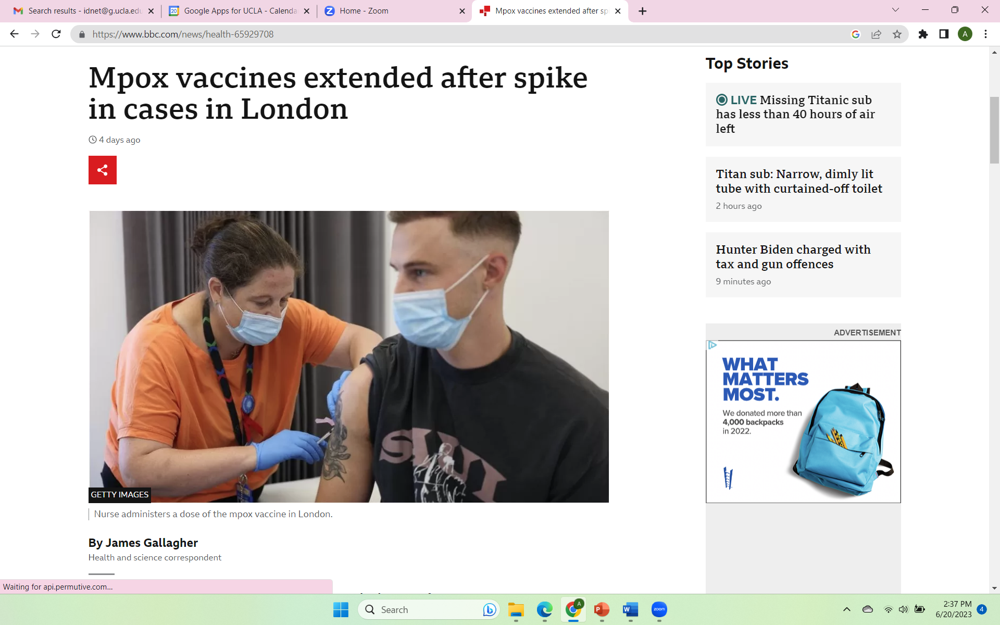 Search results - idnet@g.ucla.edu
Google Apps for UCLA - Calenda
Home - Zoom
Mpox vaccines extended after sp
https://www.bbc.com/news/health-65929708
A
Mpox vaccines extended after spike
in cases in London
4 days ago
GETTY IMAGES
Nurse administers a dose of the mpox vaccine in London.
By James Gallagher
Health and science correspondent
Top Stories
LIVE Missing Titanic sub
has less than 40 hours of air
left
Titan sub: Narrow, dimly lit
tube with curtained-off toilet
2 hours ago
Hunter Biden charged with
tax and gun offences
9 minutes ago
ADVERTISEMENT
WHAT
MATTERS
MOST.
We donated more than
4,000 backpacks
in 2022.
Waiting for api.permutive.com...
Search
zoom
2:37 PM
6/20/2023
4